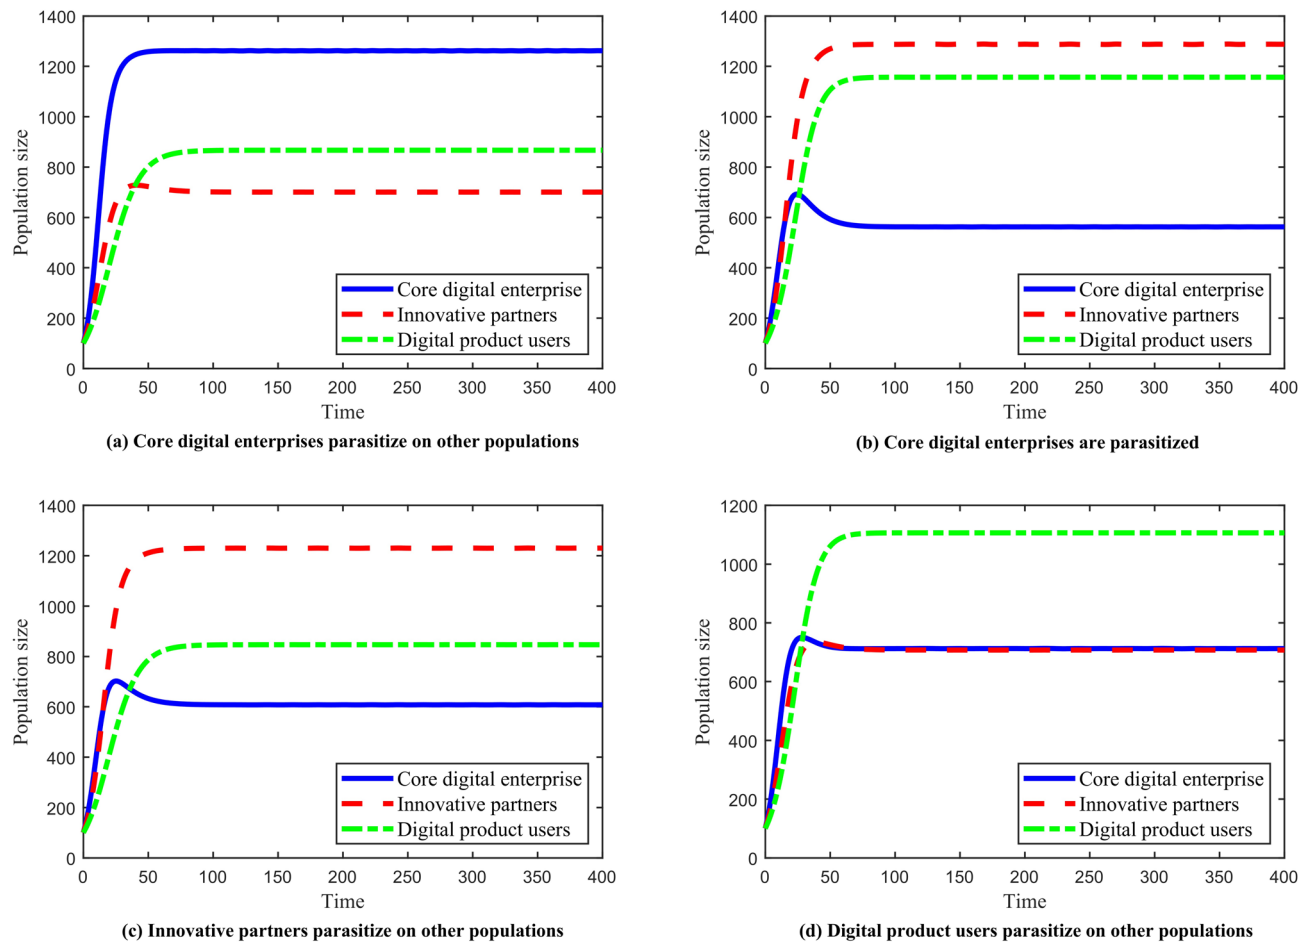 1400
1200
1000
800
600
400
200
0
Population size
0 50 100 150 200 250 300 350 400
Time
Core digital enterprise
Innovative partners
Digital product users
(a) Core digital enterprises parasitize on other populations
1400
1200
1000
800
600
400
200
0
Population size
0 50 100 150 200 250 300 350 400
Time
Core digital enterprise
Innovative partners
Digital product users
(b) Core digital enterprises are parasitized
1400
1200
1000
800
600
400
200
0
Population size
0 50 100 150 200 250 300 350 400
Time
Core digital enterprise
Innovative partners
Digital product users
(c) Innovative partners parasitize on other populations
1200
1000
800
600
400
200
0
Population size
0 50 100 150 200 250 300 350 400
Time
Core digital enterprise
Innovative partners
Digital product users
(d) Digital product users parasitize on other populations